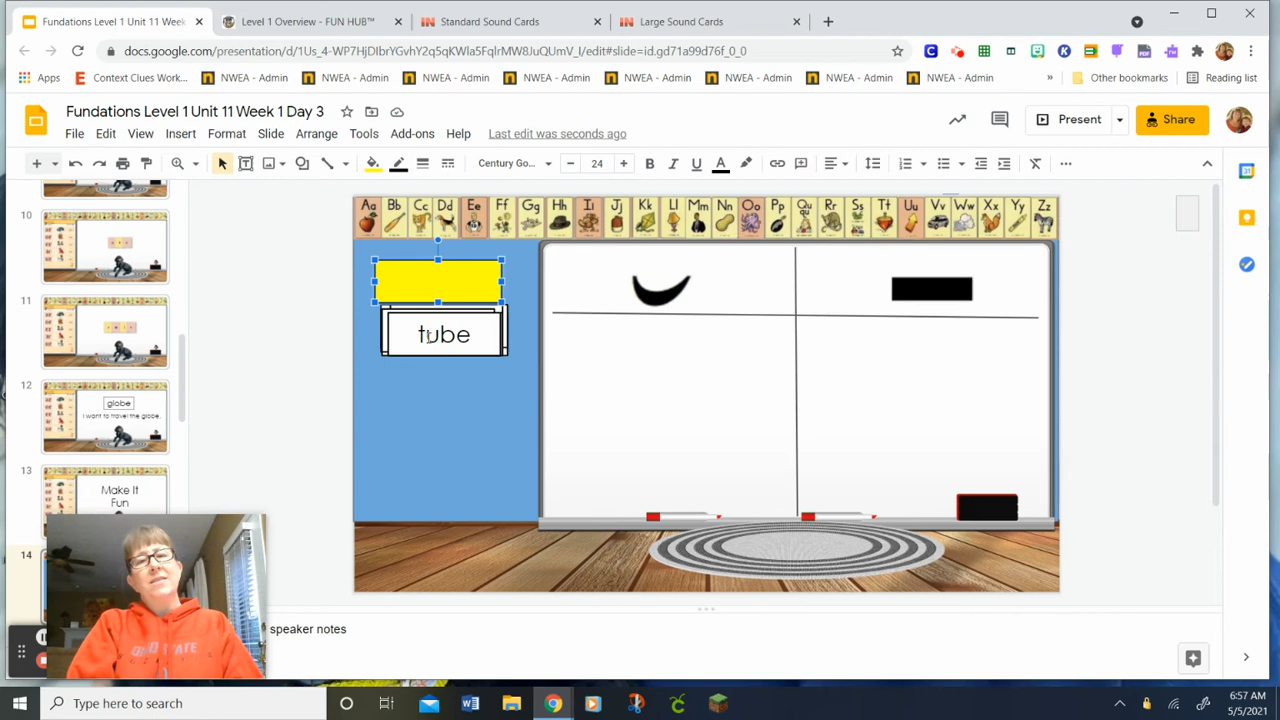 Fundations Level 1 Unit 11 Week
Level 1 Overview - FUN HUB™
Standard Sound Cards
Large Sound Cards
docs.google.com/presentation/d/1Us_4-WP7HjDIbrYGvhY2q5qKWla5FqlrMW8JuQUmV_I/edit#slide=id.gd71a99d76f_0_0
Apps
Context Clues Work...
NWEA - Admin
NWEA - Admin
NWEA - Admin
NWEA - Admin
NWEA - Admin
NWEA - Admin
NWEA - Admin
NWEA - Admin
Other bookmarks
Reading list
Fundations Level 1 Unit 11 Week 1 Day 3
File Edit View Insert Format Slide Arrange Tools Add-ons Help Last edit was seconds ago
Present
Share
Century Go...
24
B I U A
Aa Bb Cc Dd Ee Ff Gg Hh Ii Jj Kk Ll Mm Nn Oo Pp Qu Rr Ss Tt Uu Vv Ww Xx Yy Zz
tube
10
11
12
globe
I want to travel the globe.
13
Make It
Fun
14
speaker notes
Type here to search
6:57 AM
5/5/2021